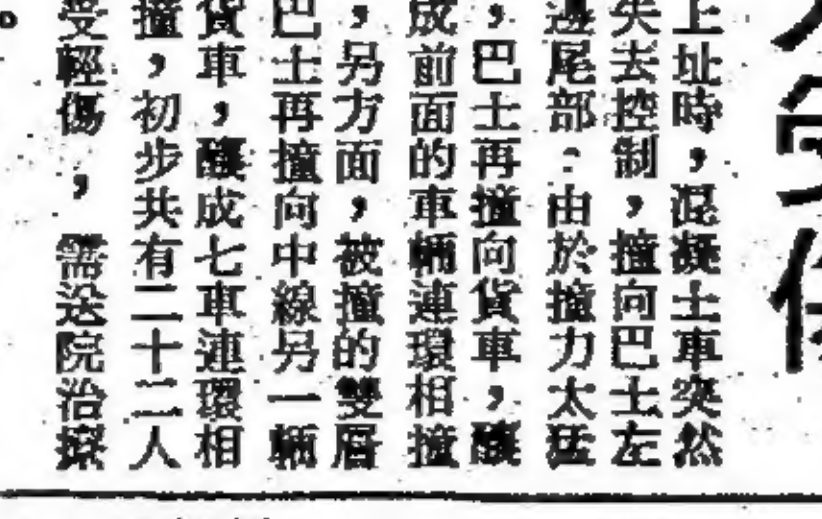 上址時，混凝土車突然
失去控制，撞向巴士左
邊尾部；由於撞力太猛
，巴士再撞向貨車，釀
成前面的車輛連環相撞
，另方面，被撞的雙層
巴士再撞向中線另一輛
貨車，釀成七車連環相
撞，初步共有二十二人
受輕傷，需送院治療
。